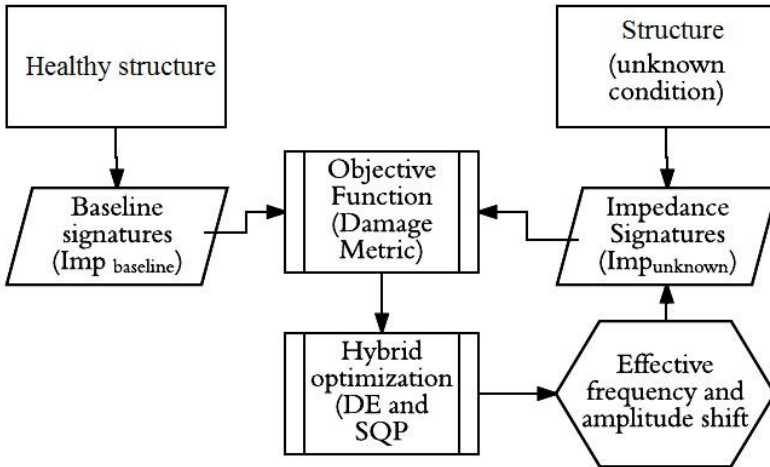 Healthy structure
Structure
(unknown
condition)
Baseline
signatures
(Imp baseline)
Objective
Function
(Damage
Metric)
Impedance
Signatures
(Impunknown)
Hybrid
optimization
(DE and
SQP
Effective
frequency and
amplitude shift